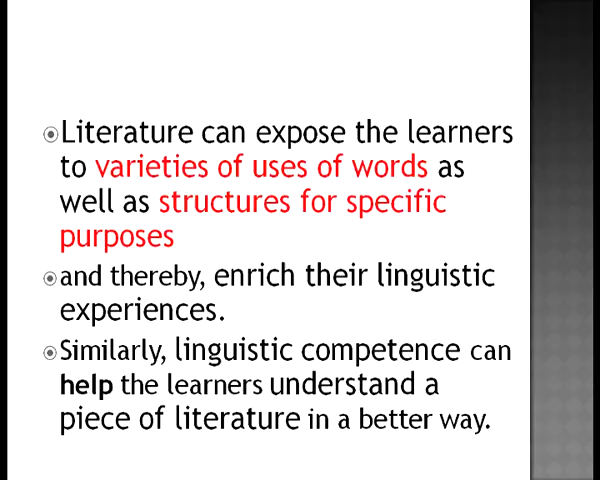 Literature can expose the learners
to varieties of uses of words as
well as structures for specific
purposes
and thereby, enrich their linguistic
experiences.
Similarly, linguistic competence can
help the learners understand a
piece of literature in a better way.